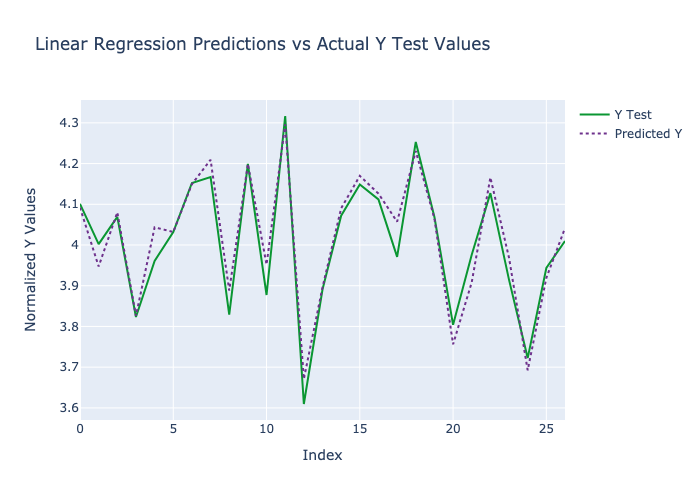 Linear Regression Predictions vs Actual Y Test Values
Y Test
Predicted Y
Normalized Y Values
4.3
4.2
4.1
4
3.9
3.8
3.7
3.6
0 5 10 15 20 25
Index